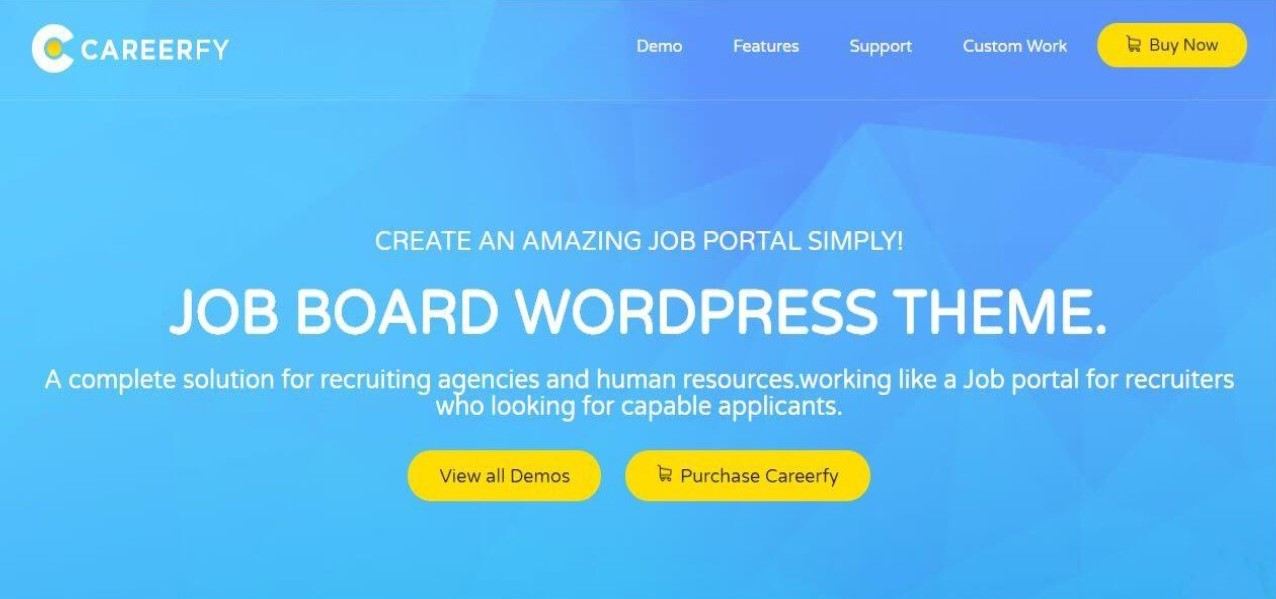 CAREERFY
Demo
Features
Support
Custom Work
Buy Now
CREATE AN AMAZING JOB PORTAL SIMPLY!
JOB BOARD WORDPRESS THEME.
A complete solution for recruiting agencies and human resources.working like a Job portal for recruiters
who looking for capable applicants.
View all Demos
Purchase Careerfy